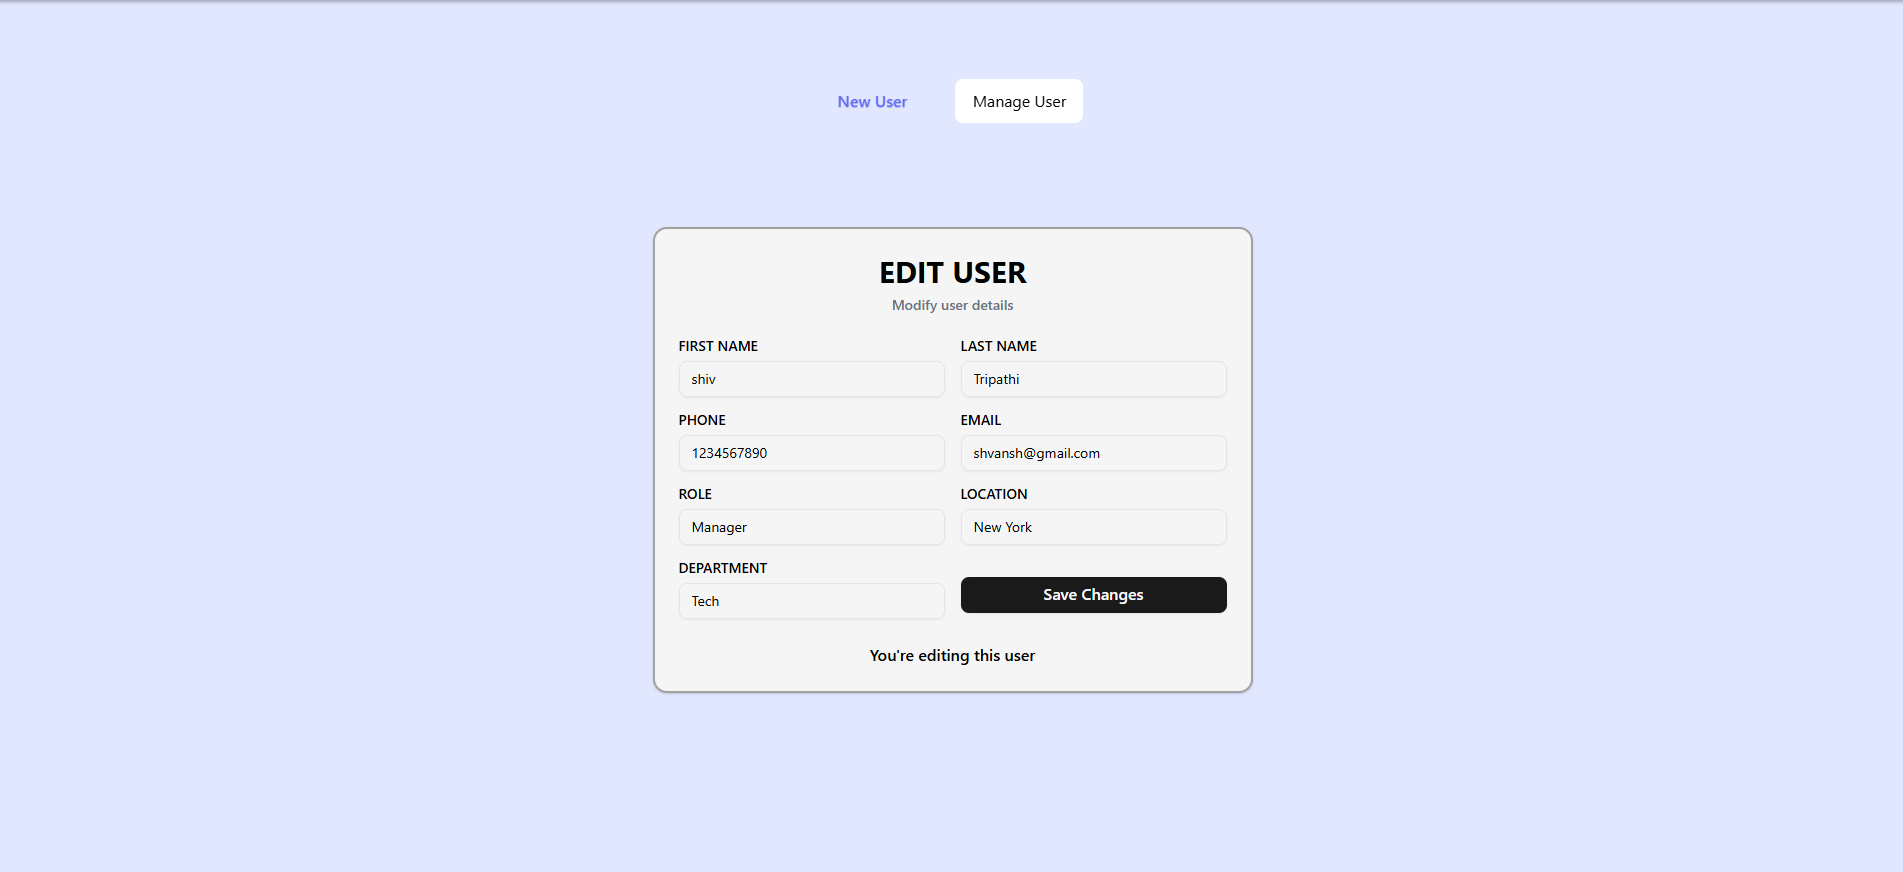 New User
Manage User
EDIT USER
Modify user details
FIRST NAME
LAST NAME
shiv
Tripathi
PHONE
EMAIL
1234567890
shvansh@gmail.com
ROLE
LOCATION
Manager
New York
DEPARTMENT
Tech
Save Changes
You're editing this user